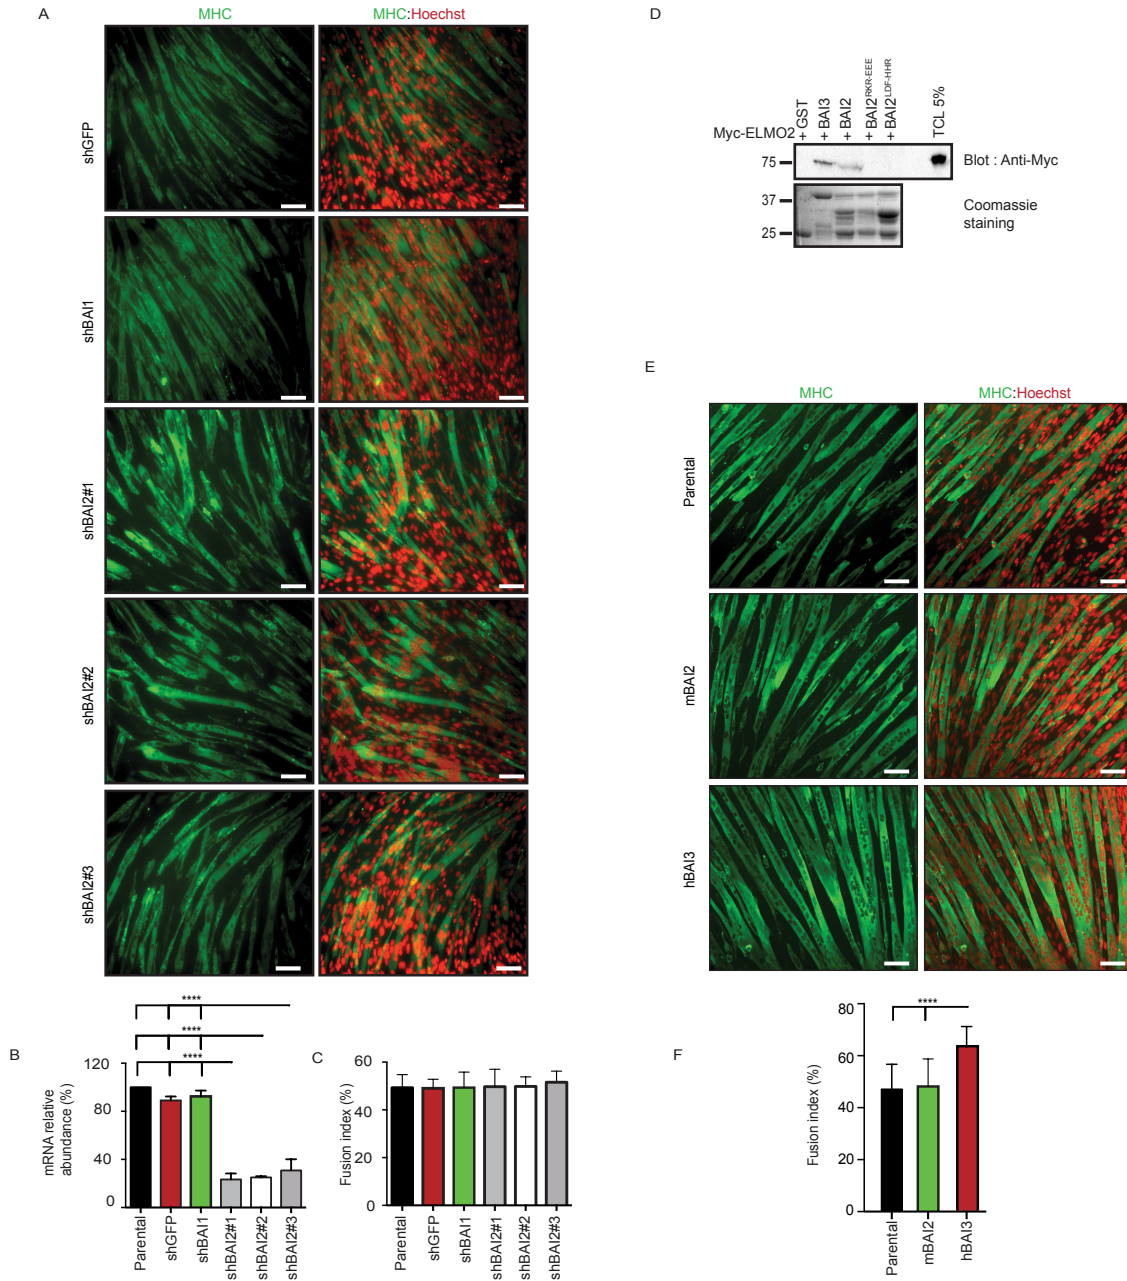 A
MHC
MHC:Hoechst
shGFP
shBAI1
shBAI2#1
shBAI2#2
shBAI2#3
B
****
****
****
mRNA relative
abundance (%)
120
80
40
0
Parental
shGFP
shBAI1
shBAI2#1
shBAI2#2
shBAI2#3
C
Fusion index (%)
60
40
20
0
Parental
shGFP
shBAI1
shBAI2#1
shBAI2#2
shBAI2#3
D
Myc-ELMO2
+ GST
+ BAI3
+ BAI2
+ BAI2RKR-EEE
+ BAI2LDF-HHR
TCL 5%
75
Blot : Anti-Myc
37
25
Coomassie
staining
E
MHC
MHC:Hoechst
Parental
mBAI2
hBAI3
F
****
Fusion index (%)
80
60
40
20
0
Parental
mBAI2
hBAI3